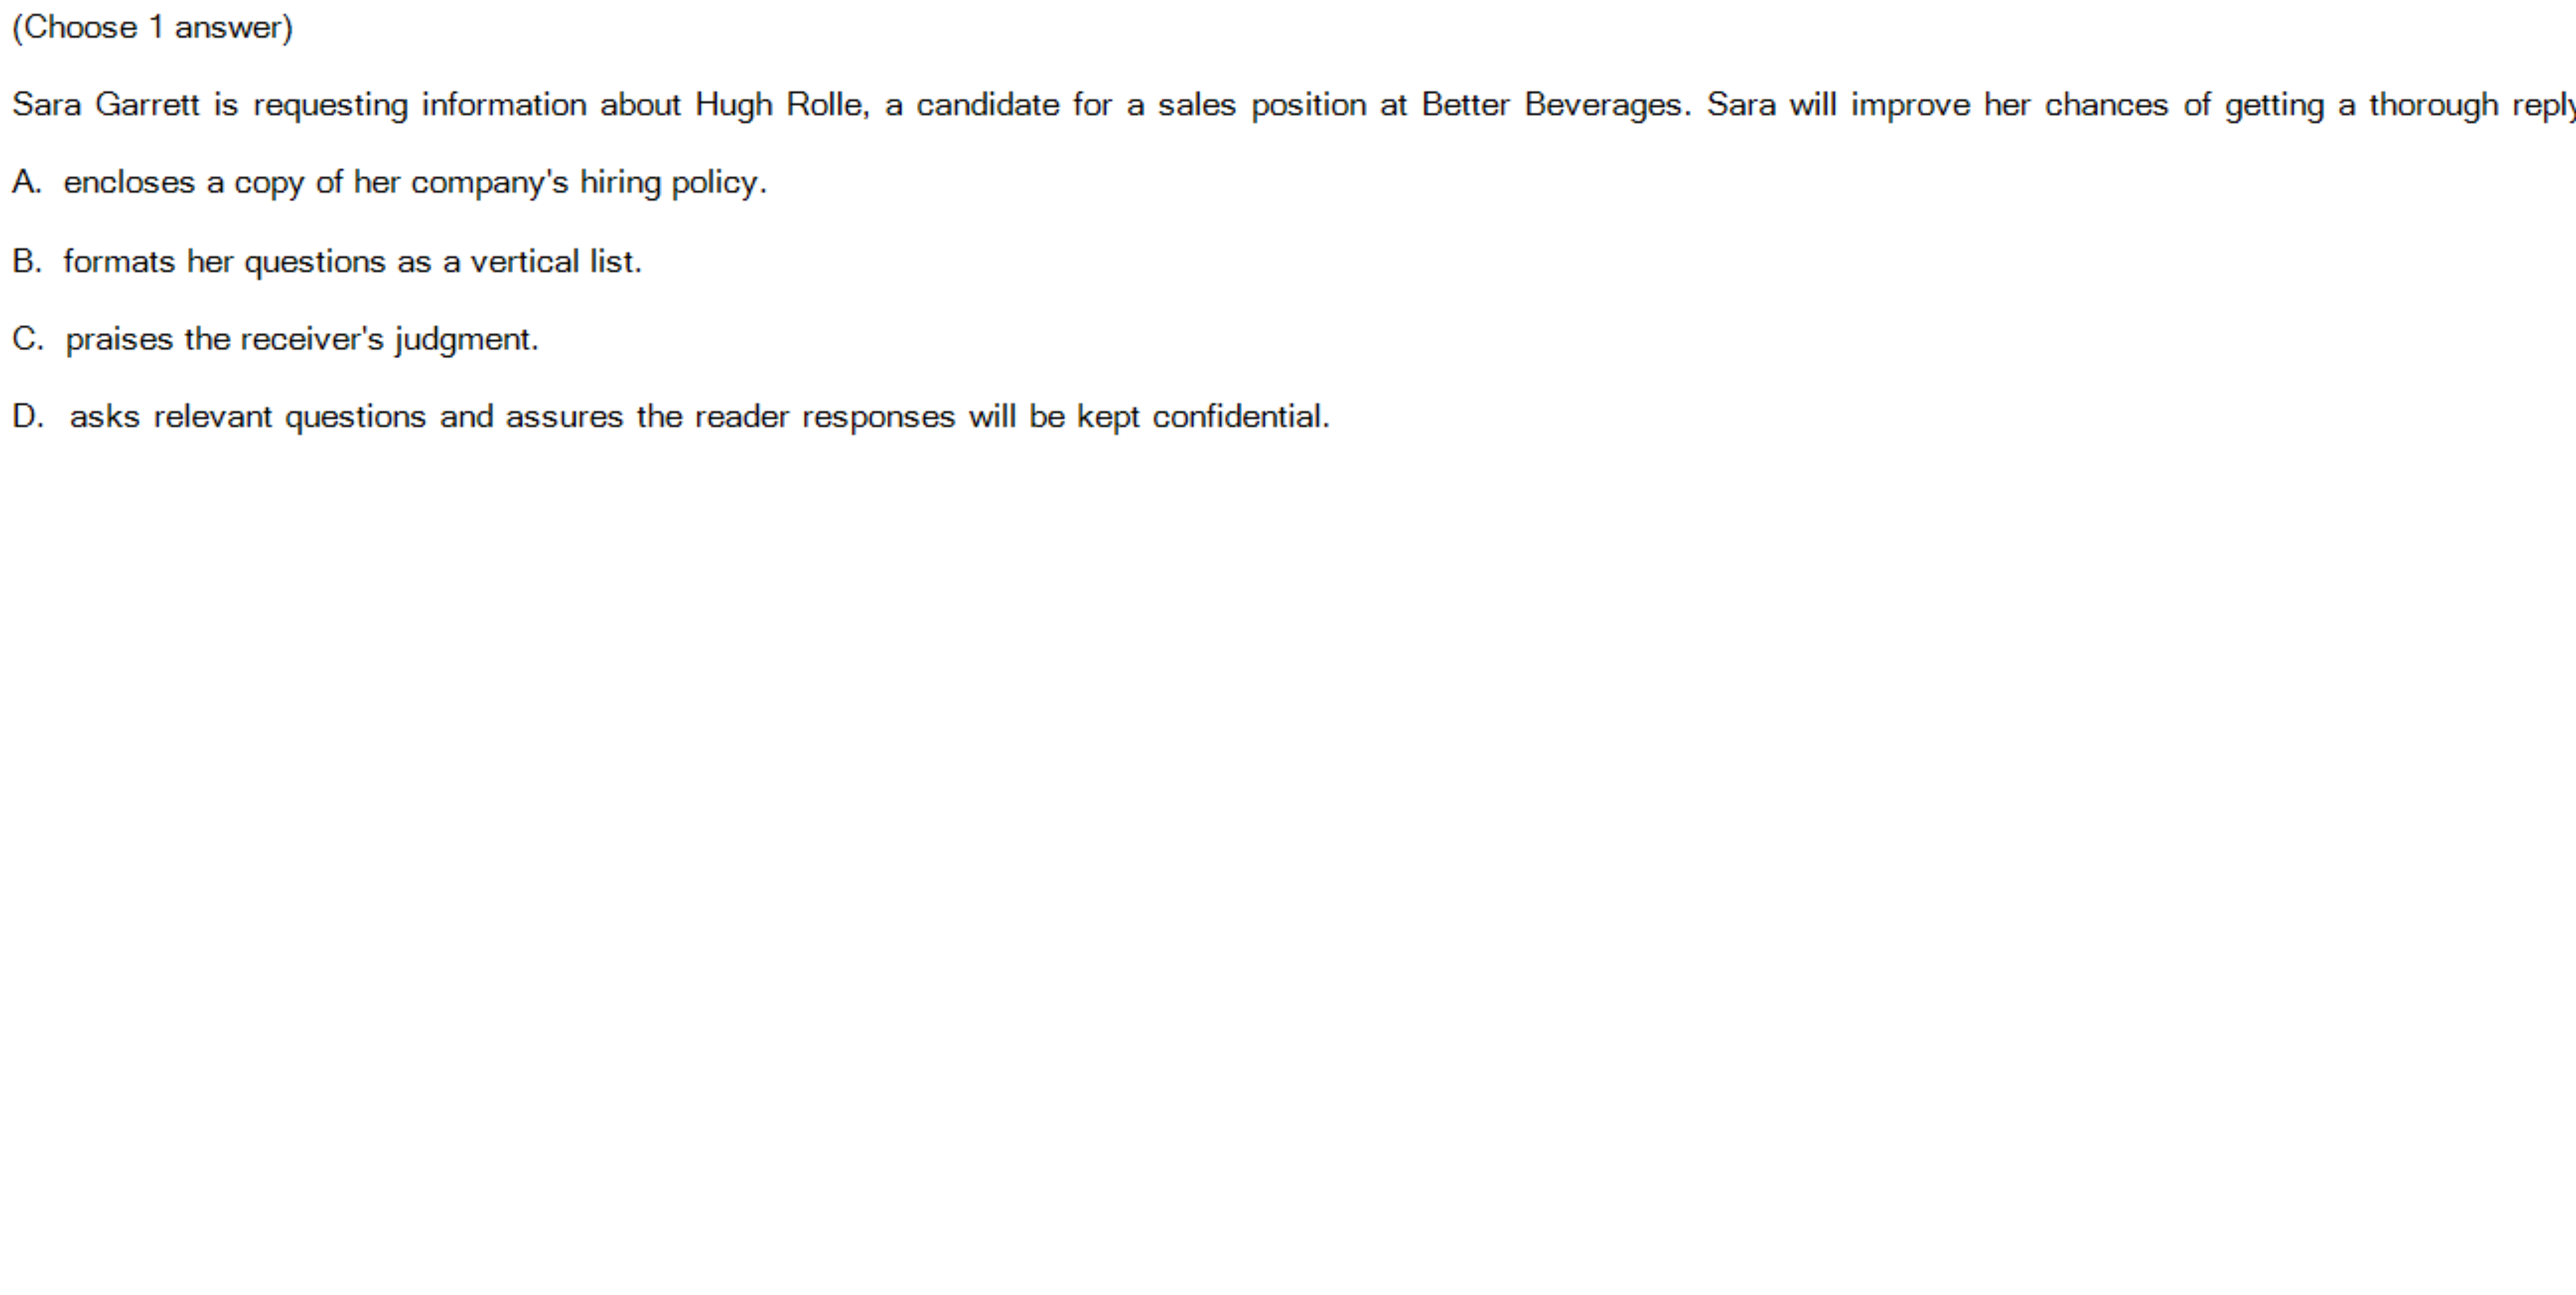 (Choose 1 answer)
Sara Garrett is requesting information about Hugh Rolle, a candidate for a sales position at Better Beverages. Sara will improve her chances of getting a thorough reply
A. encloses a copy of her company's hiring policy.
B. formats her questions as a vertical list.
C. praises the receiver's judgment.
D. asks relevant questions and assures the reader responses will be kept confidential.